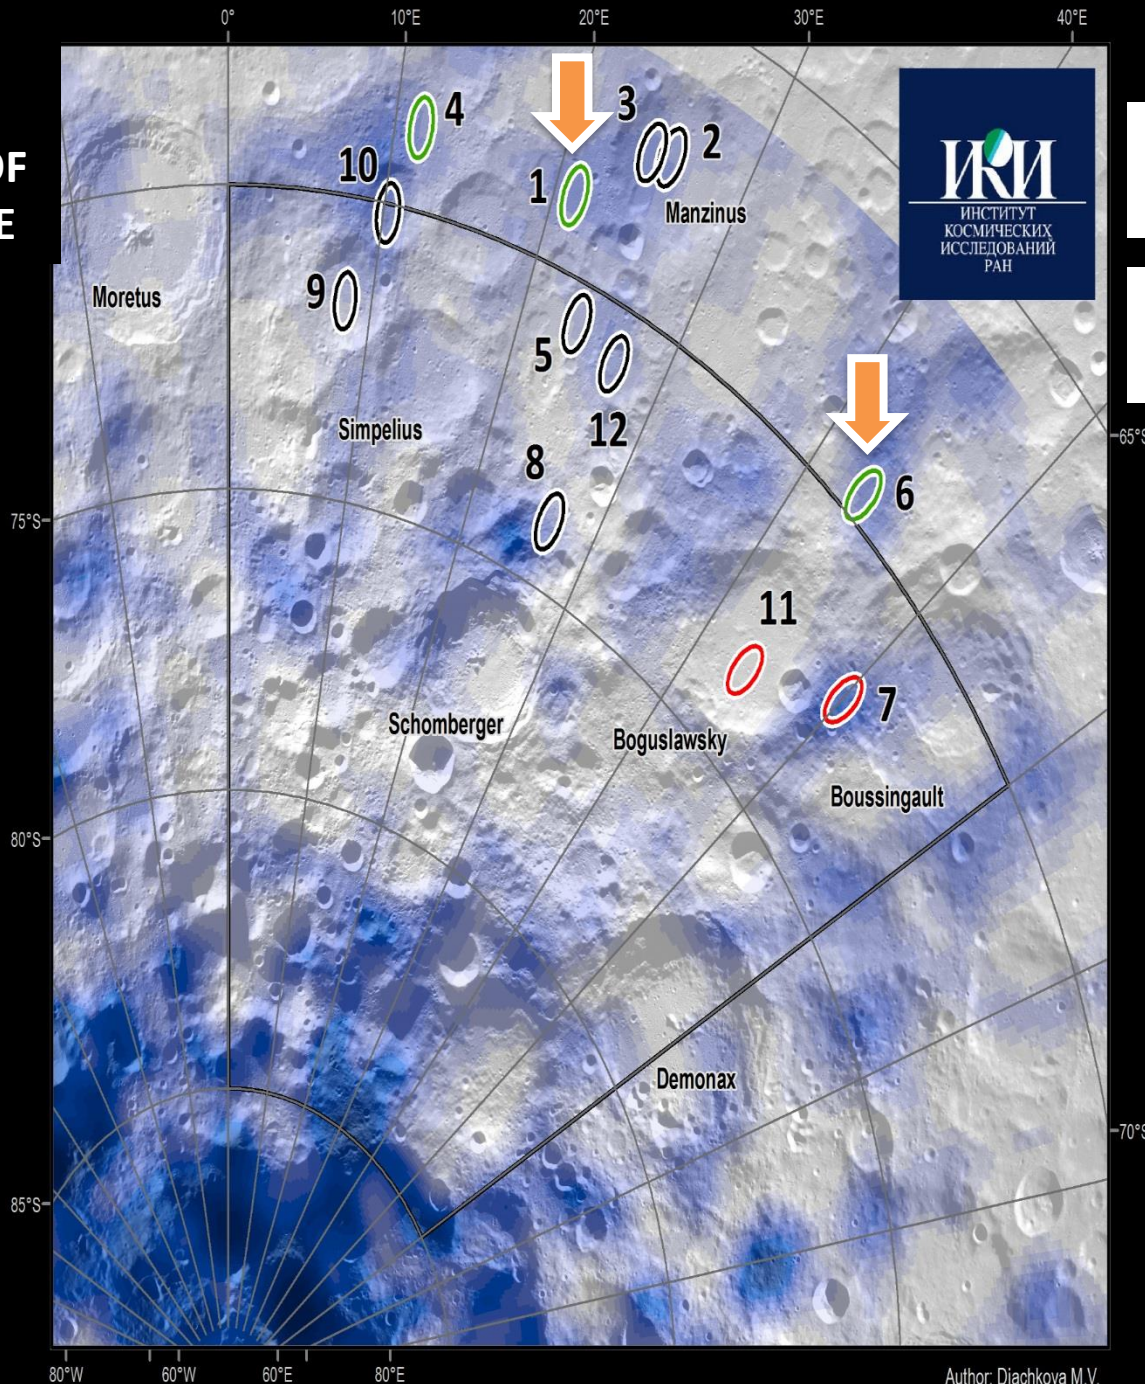 0°
10°E
20°E
30°E
40°E
OF
E
4
3
2
10
1
Manzinus
ИКИ
ИНСТИТУТ
КОСМИЧЕСКИХ
ИССЛЕДОВАНИЙ
РАН
Moretus
9
5
12
Simpelius
65°S
8
6
75°S
11
7
Schomberger
Boguslawsky
Boussingault
80°S
Demonax
70°S
85°S
80°W
60°W
60°E
80°E
Author: Diachkova M.V.